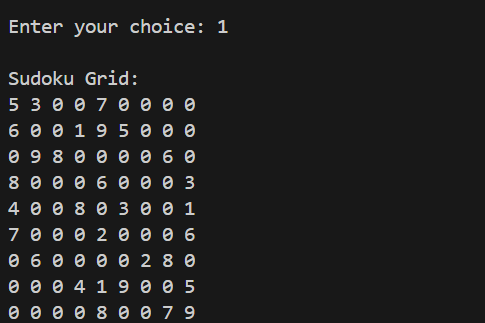 Enter your choice: 1
Sudoku Grid:
5 3 0 0 7 0 0 0 0
6 0 0 1 9 5 0 0 0
0 9 8 0 0 0 0 6 0
8 0 0 0 6 0 0 0 3
4 0 0 8 0 3 0 0 1
7 0 0 0 2 0 0 0 6
0 6 0 0 0 0 2 8 0
0 0 0 4 1 9 0 0 5
0 0 0 0 8 0 0 7 9